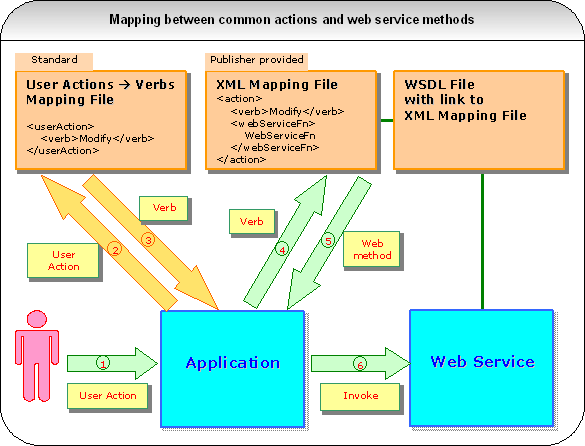 Mapping between common actions and web service methods
Standard
Publisher provided
User Actions → Verbs
Mapping File
<userAction>
<verb>Modify</verb>
</userAction>
XML Mapping File
<action>
<verb>Modify</verb>
<webServiceFn>
WebServiceFn
</webServiceFn>
</action>
WSDL File
with link to
XML Mapping File
Verb
3
2
User
Action
Verb
4
5
Web
method
1
User Action
Application
6
Invoke
Web Service